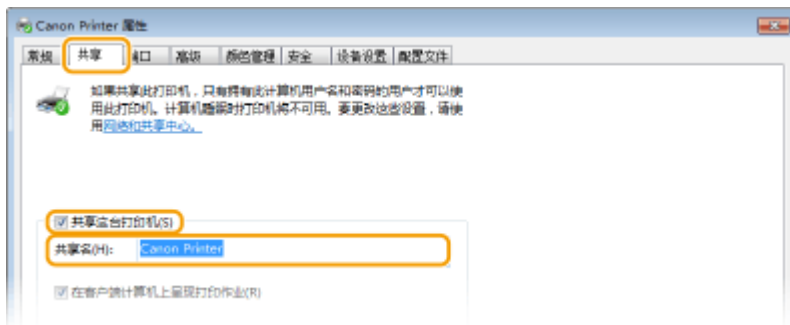 Canon Printer 属性
常规 共享 端口 高级 颜色管理 安全 设备设置 配置文件
如果共享此打印机，只有拥有此计算机用户名和密码的用户才可以使
用此打印机。计算机睡眠时打印机将不可用。要更改这些设置，请使
用网络和共享中心。
共享这台打印机(S)
共享名(H): Canon Printer
在客户端计算机上呈现打印作业(R)